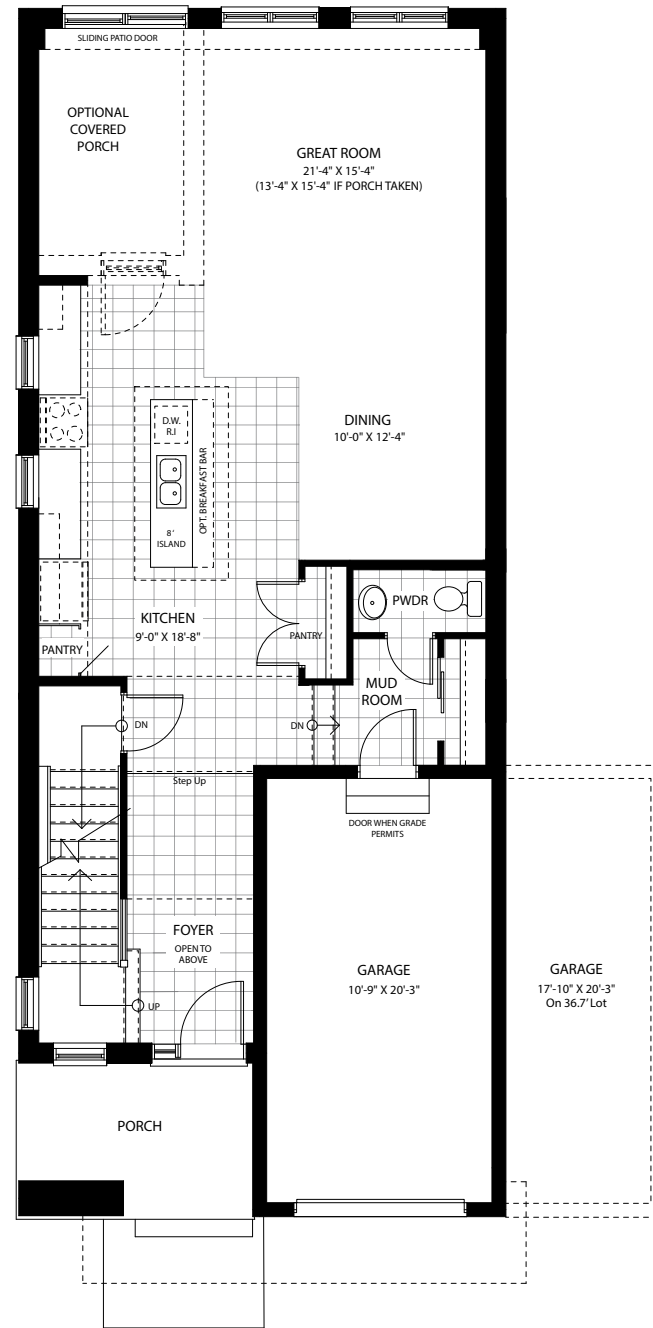 SLIDING PATIO DOOR
OPTIONAL
COVERED
PORCH
GREAT ROOM
21'-4" X 15'-4"
(13'-4" X 15'-4" IF PORCH TAKEN)
DINING
10'-0" X 12'-4"
D.W.
R.I
OPT. BREAKFAST BAR
8'
ISLAND
KITCHEN
9'-0" X 18'-8"
PANTRY
PANTRY
PWDR
MUD
ROOM
DN
DN
Step Up
DOOR WHEN GRADE
PERMITS
FOYER
OPEN TO
ABOVE
UP
GARAGE
10'-9" X 20'-3"
GARAGE
17'-10" X 20'-3"
On 36.7' Lot
PORCH